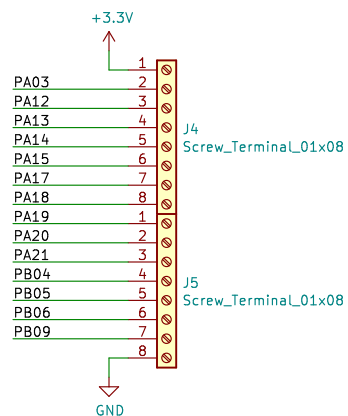 +3.3V
1
PA03 2
PA12 3
PA13 4
PA14 5
PA15 6
PA17 7
PA18 8
J4
Screw_Terminal_01x08
PA19 1
PA20 2
PA21 3
PB04 4
PB05 5
PB06 6
PB09 7
8
J5
Screw_Terminal_01x08
GND